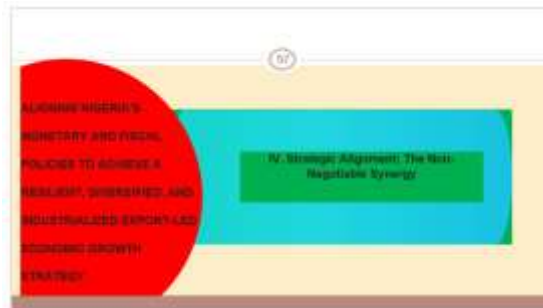 57
ALIGNING NIGERIA'S
MONETARY AND FISCAL
POLICIES TO ACHIEVE A
RESILIENT, DIVERSIFIED, AND
INDUSTRIALIZED EXPORT-LED
ECONOMIC GROWTH
STRATEGY
IV. Strategic Alignment: The Non-
Negotiable Synergy